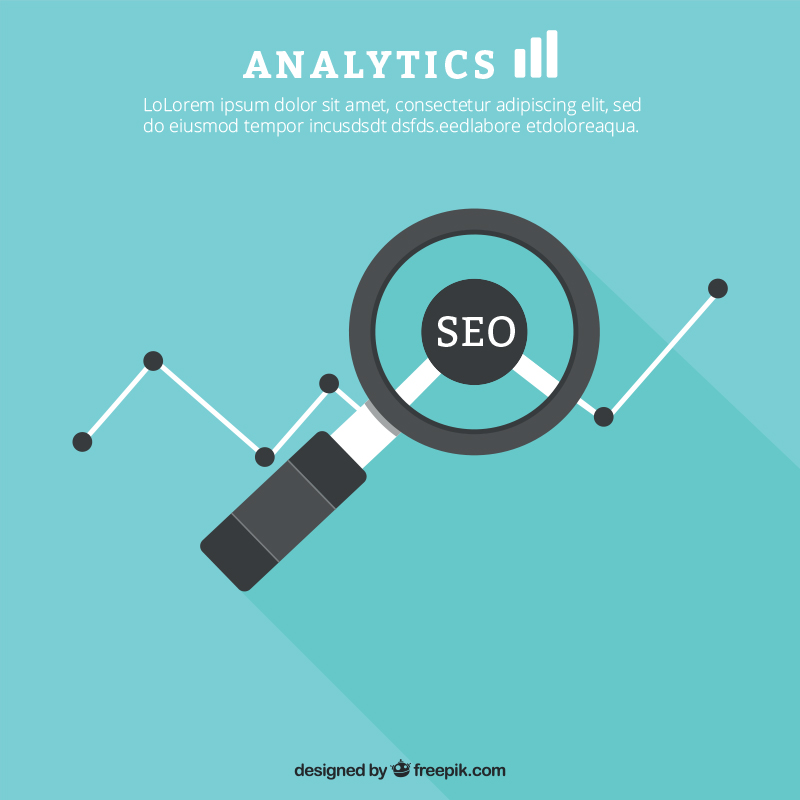 ANALYTICS
LoLorem ipsum dolor sit amet, consectetur adipiscing elit, sed
do eiusmod tempor incusdsdt dsfds.eedlabore etdoloreaqua.
SEO
designed by freepik.com